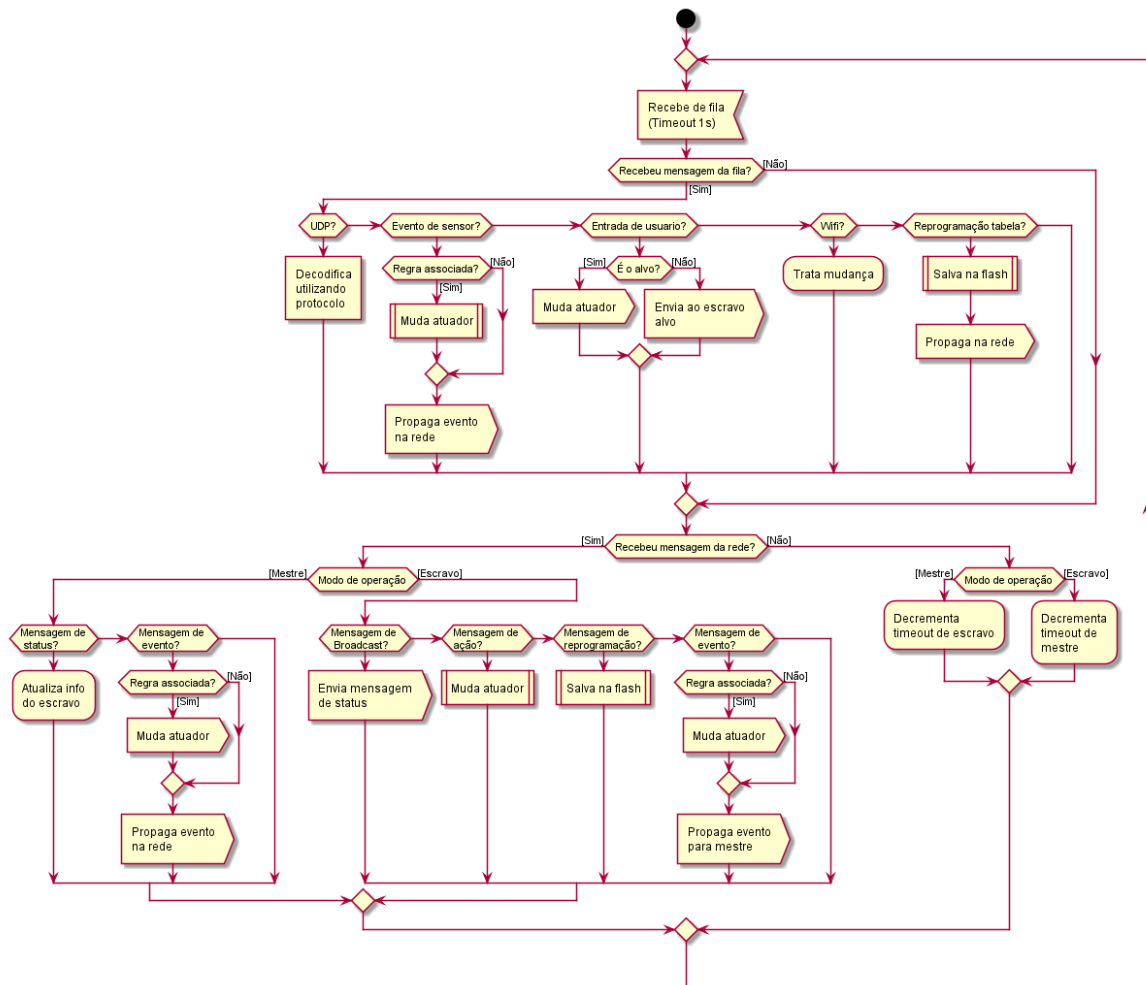 Recebe de fila
(Timeout 1s)
Recebeu mensagem da fila?
[Não]
[Sim]
UDP?
Evento de sensor?
Entrada de usuario?
Wifi?
Reprogramação tabela?
Decodifica
utilizando
protocolo
Regra associada?
[Não]
[Sim]
Muda atuador
Propaga evento
na rede
[Sim]
É o alvo?
[Não]
Muda atuador
Envia ao escravo
alvo
Trata mudança
Salva na flash
Propaga na rede
[Sim]
Recebeu mensagem da rede?
[Não]
[Mestre]
Modo de operação
[Escravo]
[Mestre]
Modo de operação
[Escravo]
Decrementa
timeout de escravo
Decrementa
timeout de
mestre
Mensagem de
status?
Mensagem de
evento?
Atualiza info
do escravo
Regra associada?
[Não]
[Sim]
Muda atuador
Propaga evento
na rede
Mensagem de
Broadcast?
Mensagem de
ação?
Mensagem de
reprogramação?
Mensagem de
evento?
Envia mensagem
de status
Muda atuador
Salva na flash
Regra associada?
[Não]
[Sim]
Muda atuador
Propaga evento
para mestre